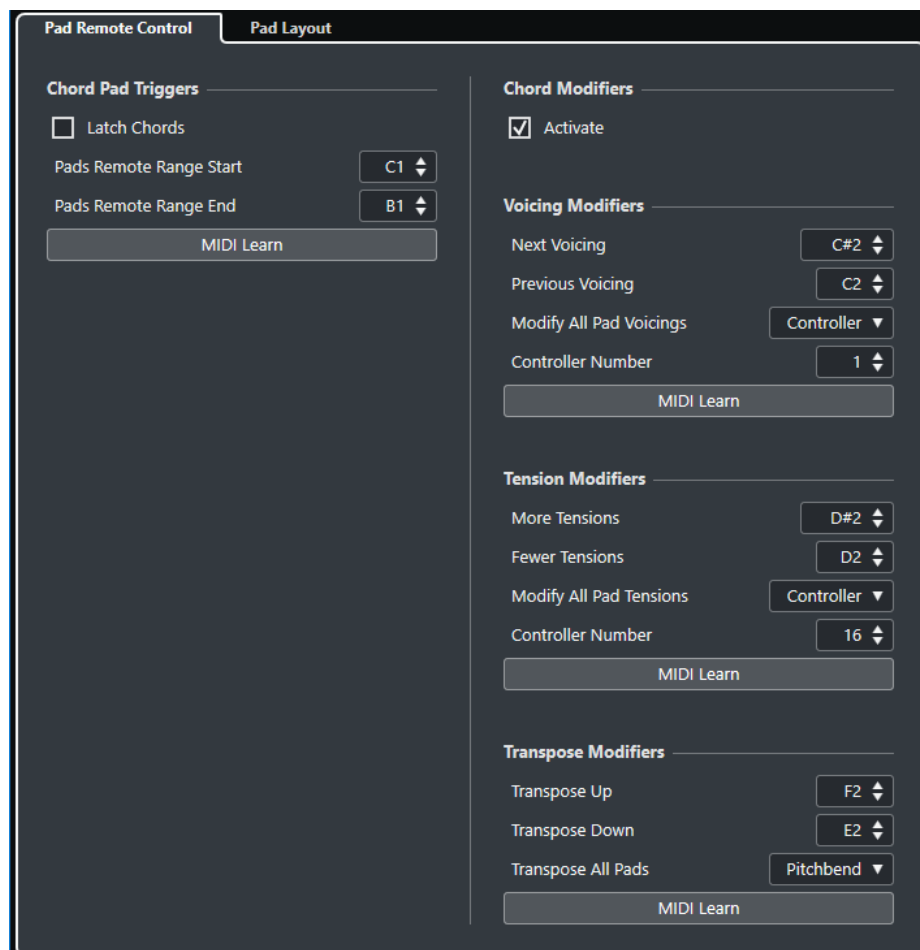 Pad Remote Control Pad Layout
Chord Pad Triggers
Latch Chords
Pads Remote Range Start C1
Pads Remote Range End B1
MIDI Learn
Chord Modifiers
Activate
Voicing Modifiers
Next Voicing C#2
Previous Voicing C2
Modify All Pad Voicings Controller
Controller Number 1
MIDI Learn
Tension Modifiers
More Tensions D#2
Fewer Tensions D2
Modify All Pad Tensions Controller
Controller Number 16
MIDI Learn
Transpose Modifiers
Transpose Up F2
Transpose Down E2
Transpose All Pads Pitchbend
MIDI Learn